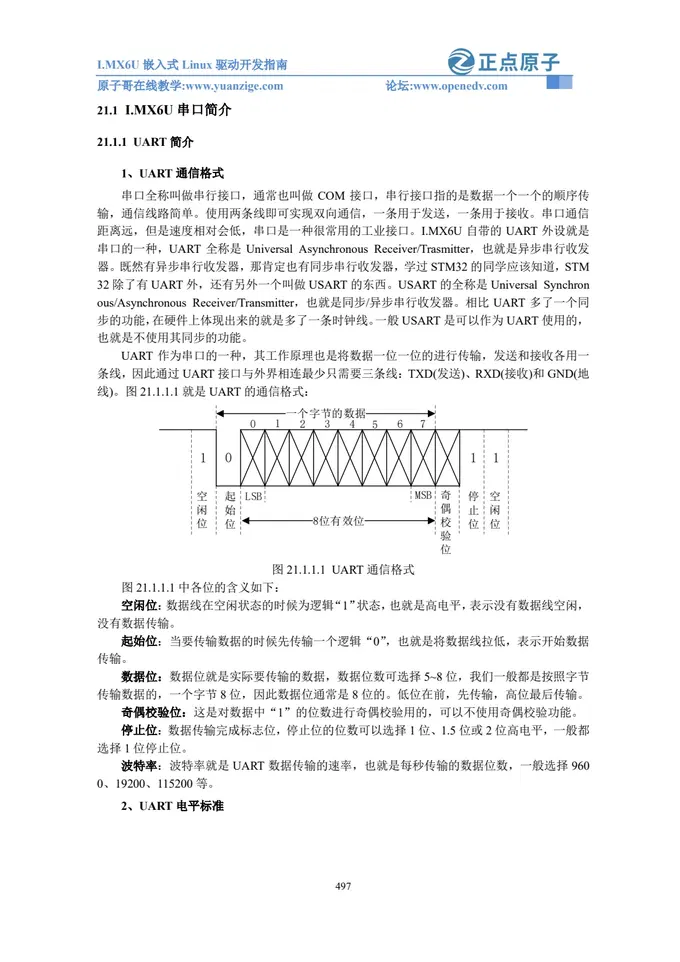 I.MX6U 嵌入式 Linux 驱动开发指南
正点原子
原子哥在线教学:www.yuanzige.com 论坛:www.openedv.com
21.1 I.MX6U 串口简介
21.1.1 UART 简介
1、UART 通信格式
串口全称叫做串行接口，通常也叫做 COM 接口，串行接口指的是数据一个一个的顺序传
输，通信线路简单。使用两条线即可实现双向通信，一条用于发送，一条用于接收。串口通信
距离远，但是速度相对会低，串口是一种很常用的工业接口。I.MX6U 自带的 UART 外设就是
串口的一种，UART 全称是 Universal Asynchronous Receiver/Trasmitter，也就是异步串行收发
器。既然有异步串行收发器，那肯定也有同步串行收发器，学过 STM32 的同学应该知道，STM
32 除了有 UART 外，还有另外一个叫做 USART 的东西。USART 的全称是 Universal Synchron
ous/Asynchronous Receiver/Transmitter，也就是同步/异步串行收发器。相比 UART 多了一个同
步的功能，在硬件上体现出来的就是多了一条时钟线。一般 USART 是可以作为 UART 使用的，
也就是不使用其同步的功能。
UART 作为串口的一种，其工作原理也是将数据一位一位的进行传输，发送和接收各用一
条线，因此通过 UART 接口与外界相连最少只需要三条线：TXD(发送)、RXD(接收)和 GND(地
线)。图 21.1.1.1 就是 UART 的通信格式：
一个字节的数据
0 1 2 3 4 5 6 7
1 0 1 1
空闲位 起始位 LSB 8位有效位 MSB 奇偶校验位 停止位 空闲位
图 21.1.1.1 UART 通信格式
图 21.1.1.1 中各位的含义如下：
空闲位：数据线在空闲状态的时候为逻辑“1”状态，也就是高电平，表示没有数据线空闲，
没有数据传输。
起始位：当要传输数据的时候先传输一个逻辑“0”，也就是将数据线拉低，表示开始数据
传输。
数据位：数据位就是实际要传输的数据，数据位数可选择 5~8 位，我们一般都是按照字节
传输数据的，一个字节 8 位，因此数据位通常是 8 位的。低位在前，先传输，高位最后传输。
奇偶校验位：这是对数据中“1”的位数进行奇偶校验用的，可以不使用奇偶校验功能。
停止位：数据传输完成标志位，停止位的位数可以选择 1 位、1.5 位或 2 位高电平，一般都
选择 1 位停止位。
波特率：波特率就是 UART 数据传输的速率，也就是每秒传输的数据位数，一般选择 960
0、19200、115200 等。
2、UART 电平标准
497